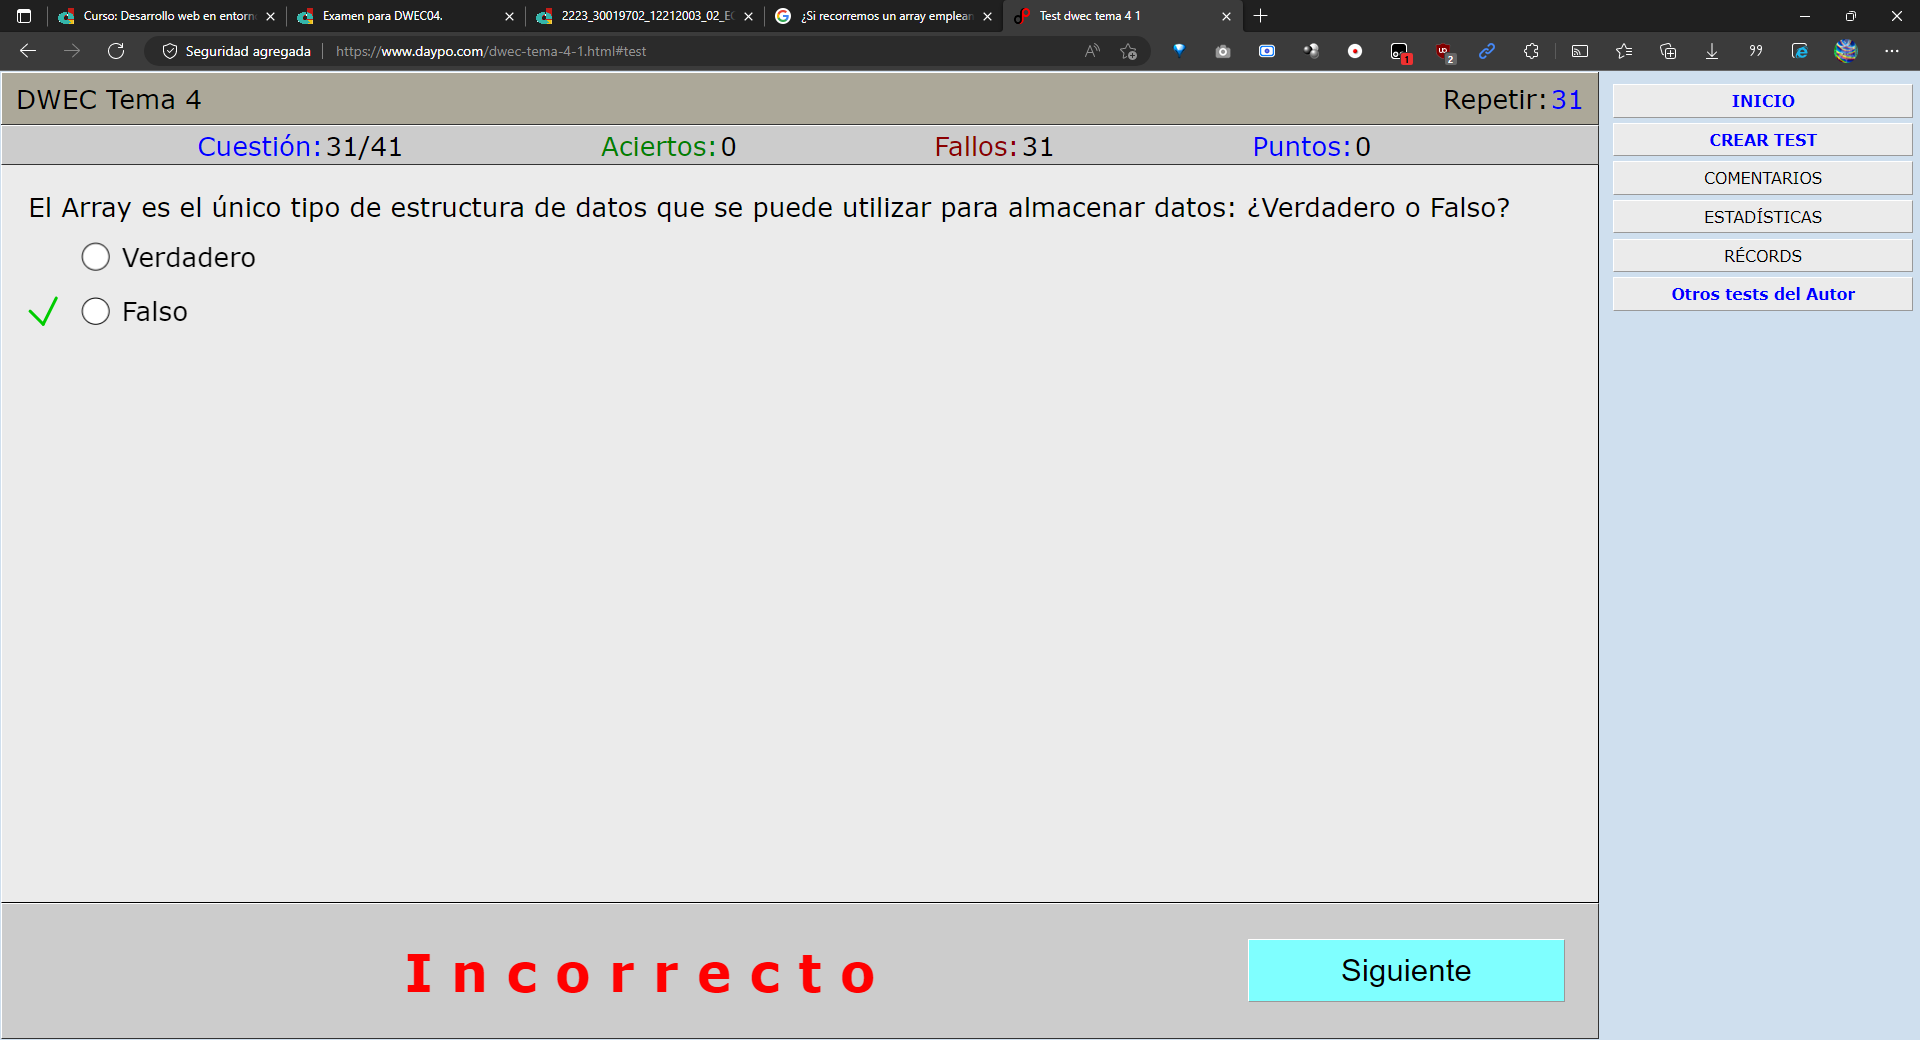 Curso: Desarrollo web en entorn
Examen para DWEC04.
2223_30019702_12212003_02_EC
¿Si recorremos un array emplean
Test dwec tema 4 1
Seguridad agregada
https://www.daypo.com/dwec-tema-4-1.html#test
1
2
DWEC Tema 4
Repetir: 31
Cuestión: 31/41
Aciertos: 0
Fallos: 31
Puntos: 0
El Array es el único tipo de estructura de datos que se puede utilizar para almacenar datos: ¿Verdadero o Falso?
Verdadero
Falso
Incorrecto
Siguiente
INICIO
CREAR TEST
COMENTARIOS
ESTADÍSTICAS
RÉCORDS
Otros tests del Autor